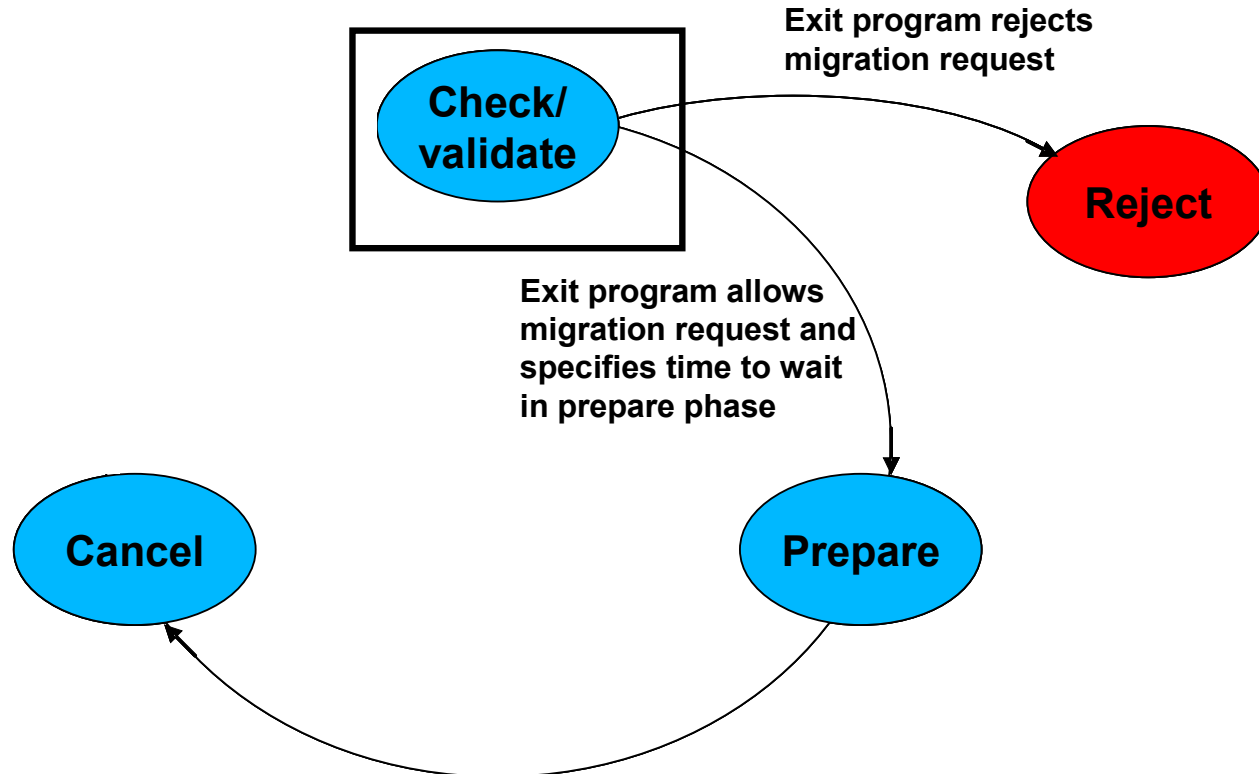 Exit program rejects
migration request
Check/
validate
Reject
Exit program allows
migration request and
specifies time to wait
in prepare phase
Cancel
Prepare